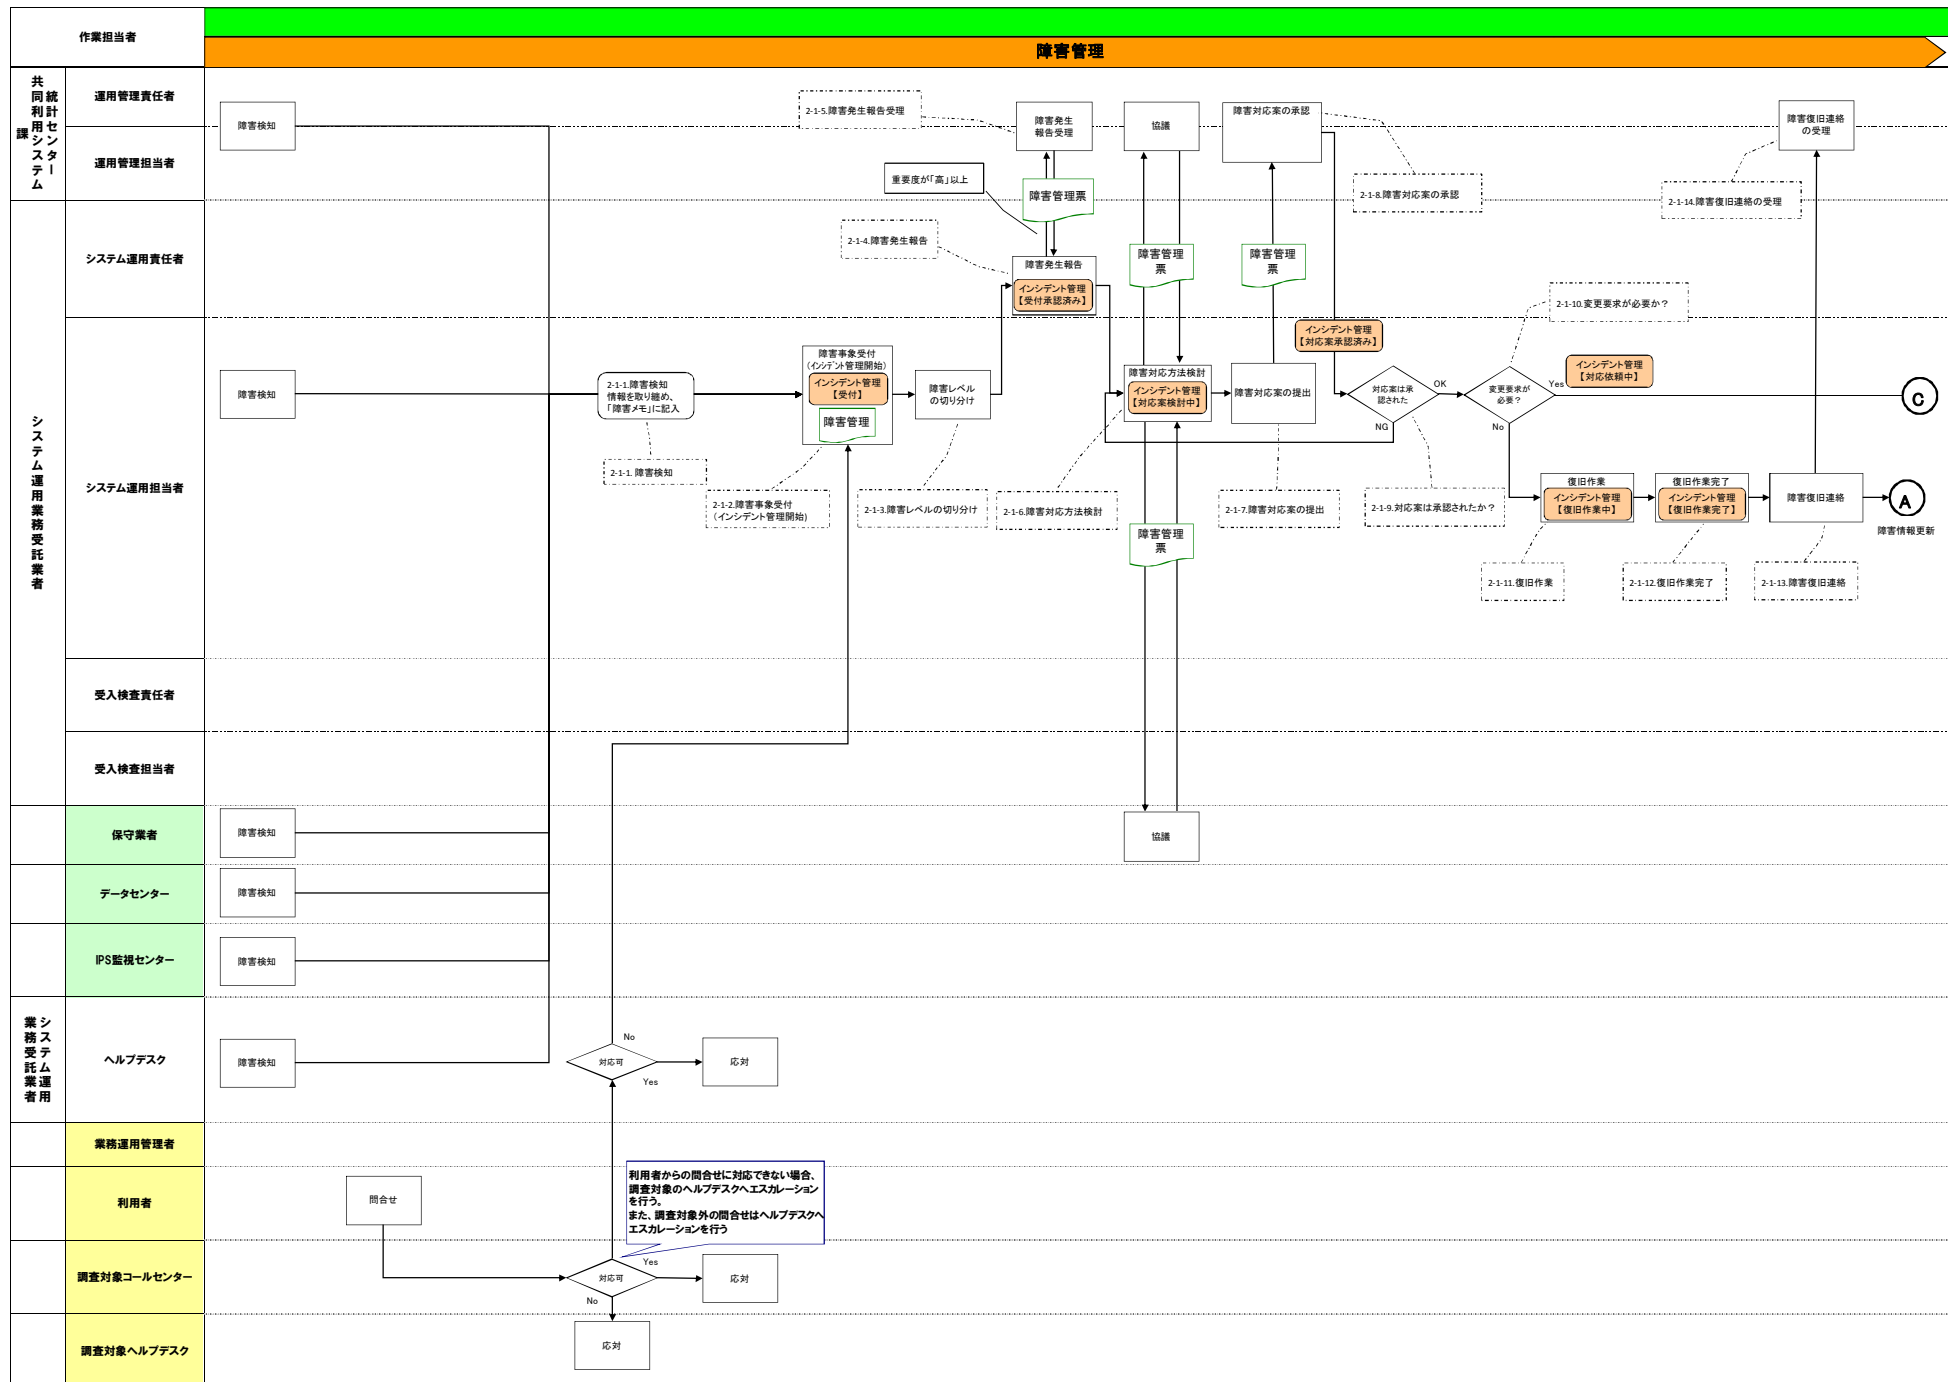 作業担当者
障害管理
統計センター
共同利用システム
課
運用管理責任者
運用管理担当者
障害検知
2-1-5.障害発生報告受理
障害発生
報告受理
協議
障害対応案の承認
障害復旧連絡
の受理
重要度が「高」以上
障害管理票
2-1-8.障害対応案の承認
2-1-14.障害復旧連絡の受理
システム運用業務受託業者
システム運用責任者
2-1-4.障害発生報告
障害発生報告
インシデント管理
【受付承認済み】
障害管理
票
障害管理
票
2-1-10.変更要求が必要か？
システム運用担当者
障害検知
2-1-1.障害検知
情報を取り纏め、
「障害メモ」に記入
2-1-1. 障害検知
障害事象受付
（インシデント管理開始）
インシデント管理
【受付】
障害管理
2-1-2.障害事象受付
（インシデント管理開始）
障害レベル
の切り分け
2-1-3.障害レベルの切り分け
障害対応方法検討
インシデント管理
【対応案検討中】
2-1-6.障害対応方法検討
障害対応案の提出
2-1-7.障害対応案の提出
インシデント管理
【対応案承認済み】
対応案は承
認された
OK
NG
2-1-9.対応案は承認されたか？
変更要求が
必要？
Yes
No
インシデント管理
【対応依頼中】
C
復旧作業
インシデント管理
【復旧作業中】
2-1-11.復旧作業
復旧作業完了
インシデント管理
【復旧作業完了】
2-1-12.復旧作業完了
障害復旧連絡
2-1-13.障害復旧連絡
A
障害情報更新
障害管理
票
受入検査責任者
受入検査担当者
保守業者
障害検知
協議
データセンター
障害検知
IPS監視センター
障害検知
システム運用
業務受託業者
ヘルプデスク
障害検知
No
対応可
Yes
応対
業務運用管理者
利用者
問合せ
利用者からの問合せに対応できない場合、
調査対象のヘルプデスクへエスカレーション
を行う。
また、調査対象外の問合せはヘルプデスクへ
エスカレーションを行う
調査対象コールセンター
対応可
Yes
No
応対
調査対象ヘルプデスク
応対